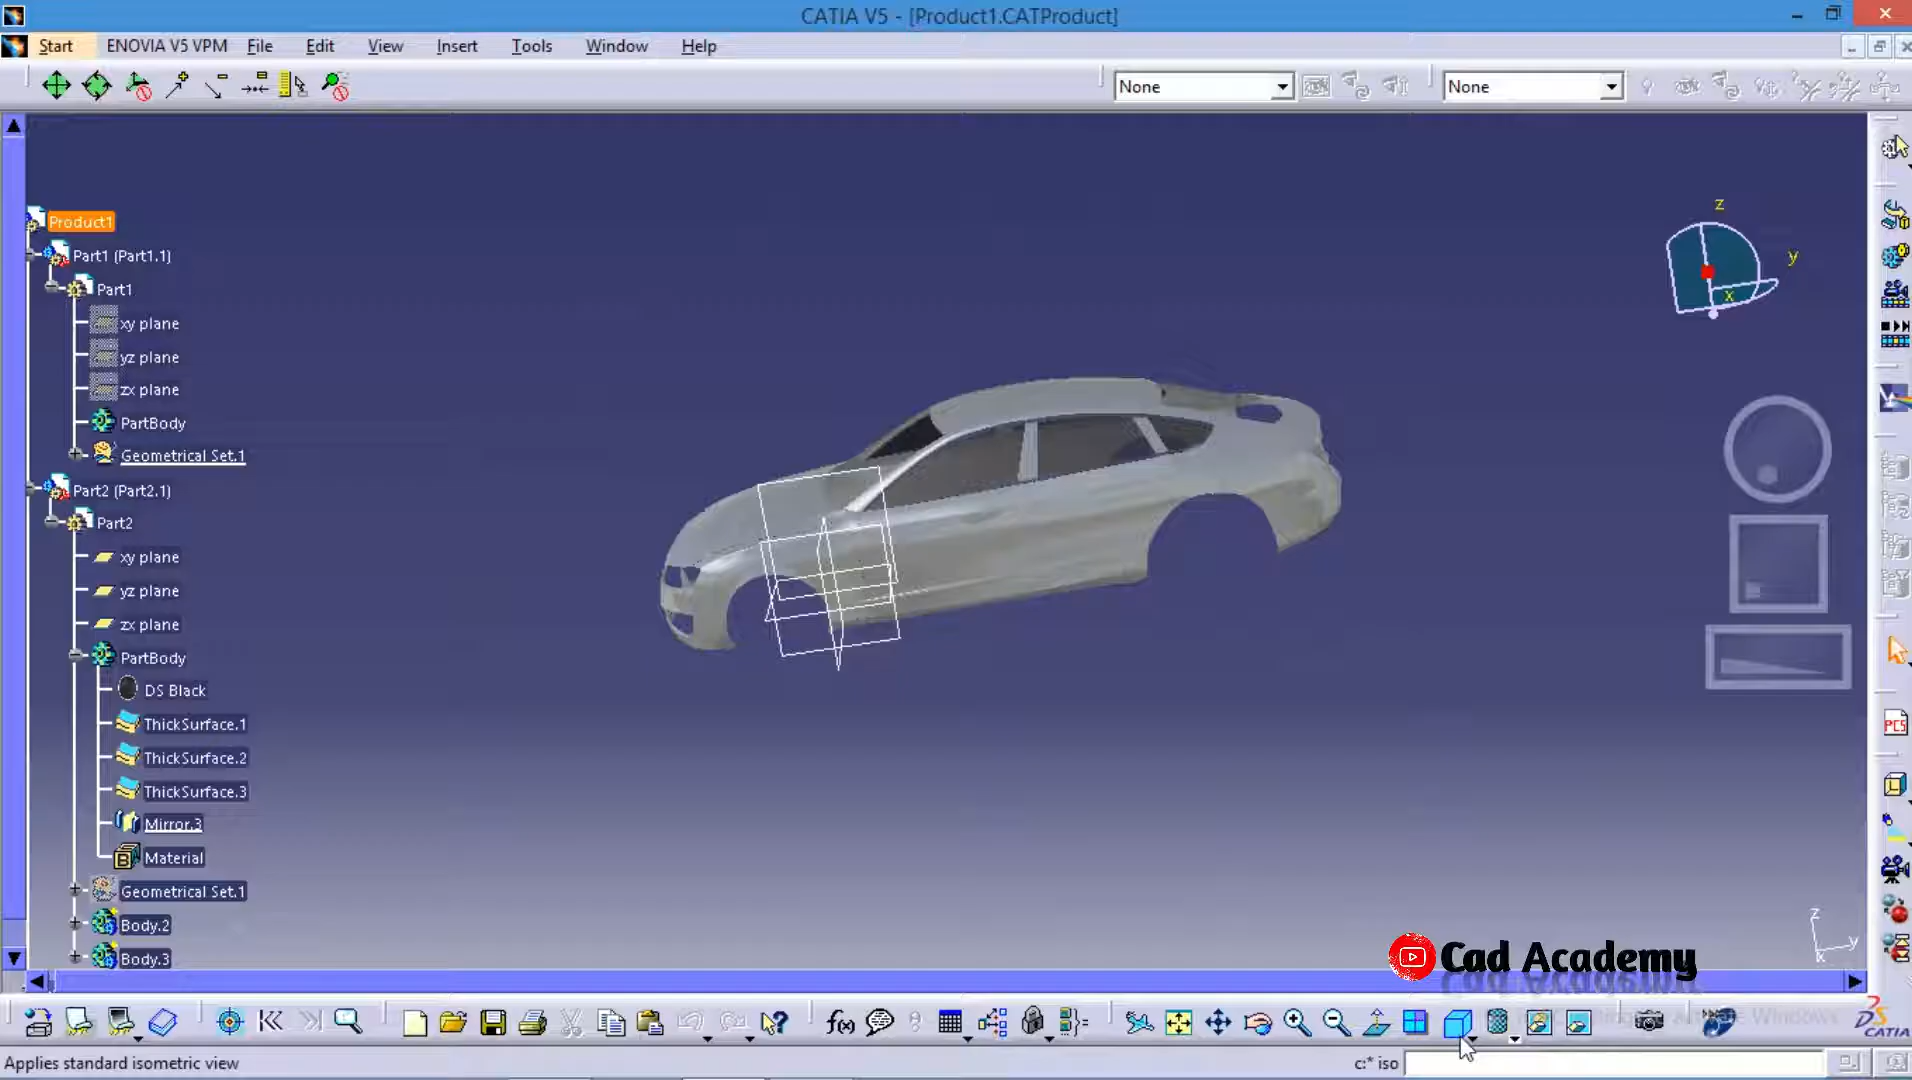 CATIA V5 - [Product1.CATProduct]
Start ENOVIA V5 VPM File Edit View Insert Tools Window Help
None None
z
y
x
Product1
Part1 (Part1.1)
Part1
xy plane
yz plane
zx plane
PartBody
Geometrical Set.1
Part2 (Part2.1)
Part2
xy plane
yz plane
zx plane
PartBody
DS Black
ThickSurface.1
ThickSurface.2
ThickSurface.3
Mirror.3
Material
Geometrical Set.1
Body.2
Body.3
PCS
z
y
x
Cad Academy
f(x)
Windows
CATIA
Applies standard isometric view
c:* iso